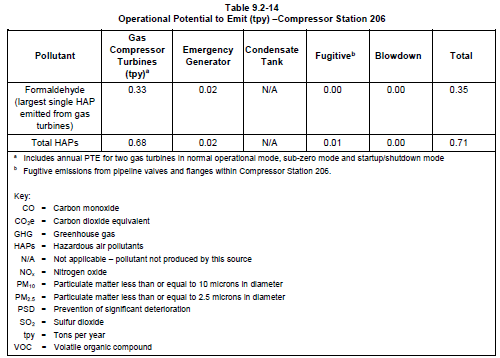 Table 9.2-14
Operational Potential to Emit (tpy) –Compressor Station 206
Pollutant
Gas
Compressor
Turbines
(tpy)ᵃ
Emergency
Generator
Condensate
Tank
Fugitiveᵇ
Blowdown
Total
Formaldehyde
(largest single HAP
emitted from gas
turbines)
0.33
0.02
N/A
0.00
0.00
0.35
Total HAPs
0.68
0.02
N/A
0.01
0.00
0.71
ᵃ Includes annual PTE for two gas turbines in normal operational mode, sub-zero mode and startup/shutdown mode
ᵇ Fugitive emissions from pipeline valves and flanges within Compressor Station 206.
Key:
CO = Carbon monoxide
CO₂e = Carbon dioxide equivalent
GHG = Greenhouse gas
HAPs = Hazardous air pollutants
N/A = Not applicable – pollutant not produced by this source
NOₓ = Nitrogen oxide
PM₁₀ = Particulate matter less than or equal to 10 microns in diameter
PM₂.₅ = Particulate matter less than or equal to 2.5 microns in diameter
PSD = Prevention of significant deterioration
SO₂ = Sulfur dioxide
tpy = Tons per year
VOC = Volatile organic compound